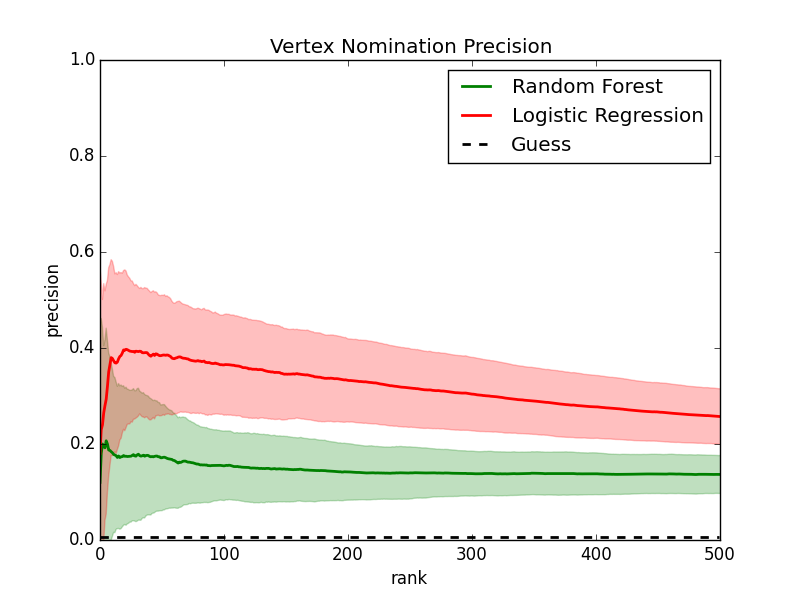 Vertex Nomination Precision
Random Forest
Logistic Regression
Guess
1.0
0.8
0.6
0.4
0.2
0.0
precision
0
100
200
300
400
500
rank